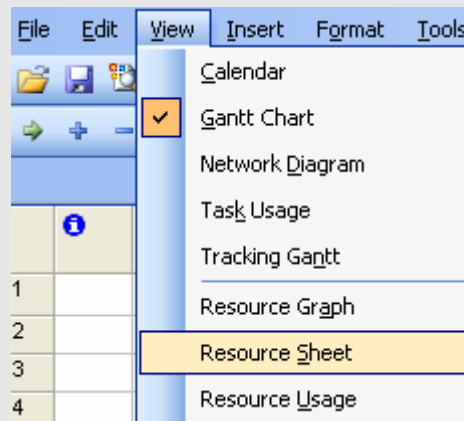 File Edit View Insert Format Tools
Calendar
Gantt Chart
Network Diagram
Task Usage
Tracking Gantt
1
Resource Graph
2
Resource Sheet
3
4
Resource Usage